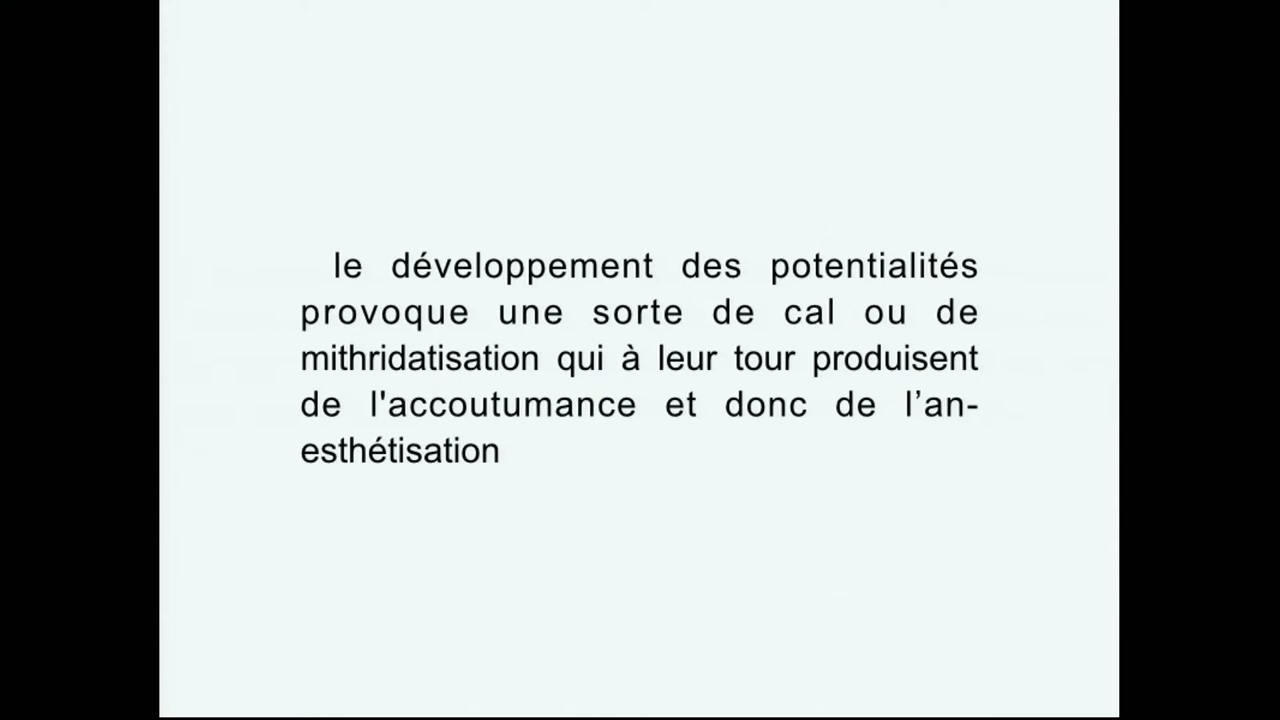 le développement des potentialités
provoque une sorte de cal ou de
mithridatisation qui à leur tour produisent
de l'accoutumance et donc de l’an-
esthétisation